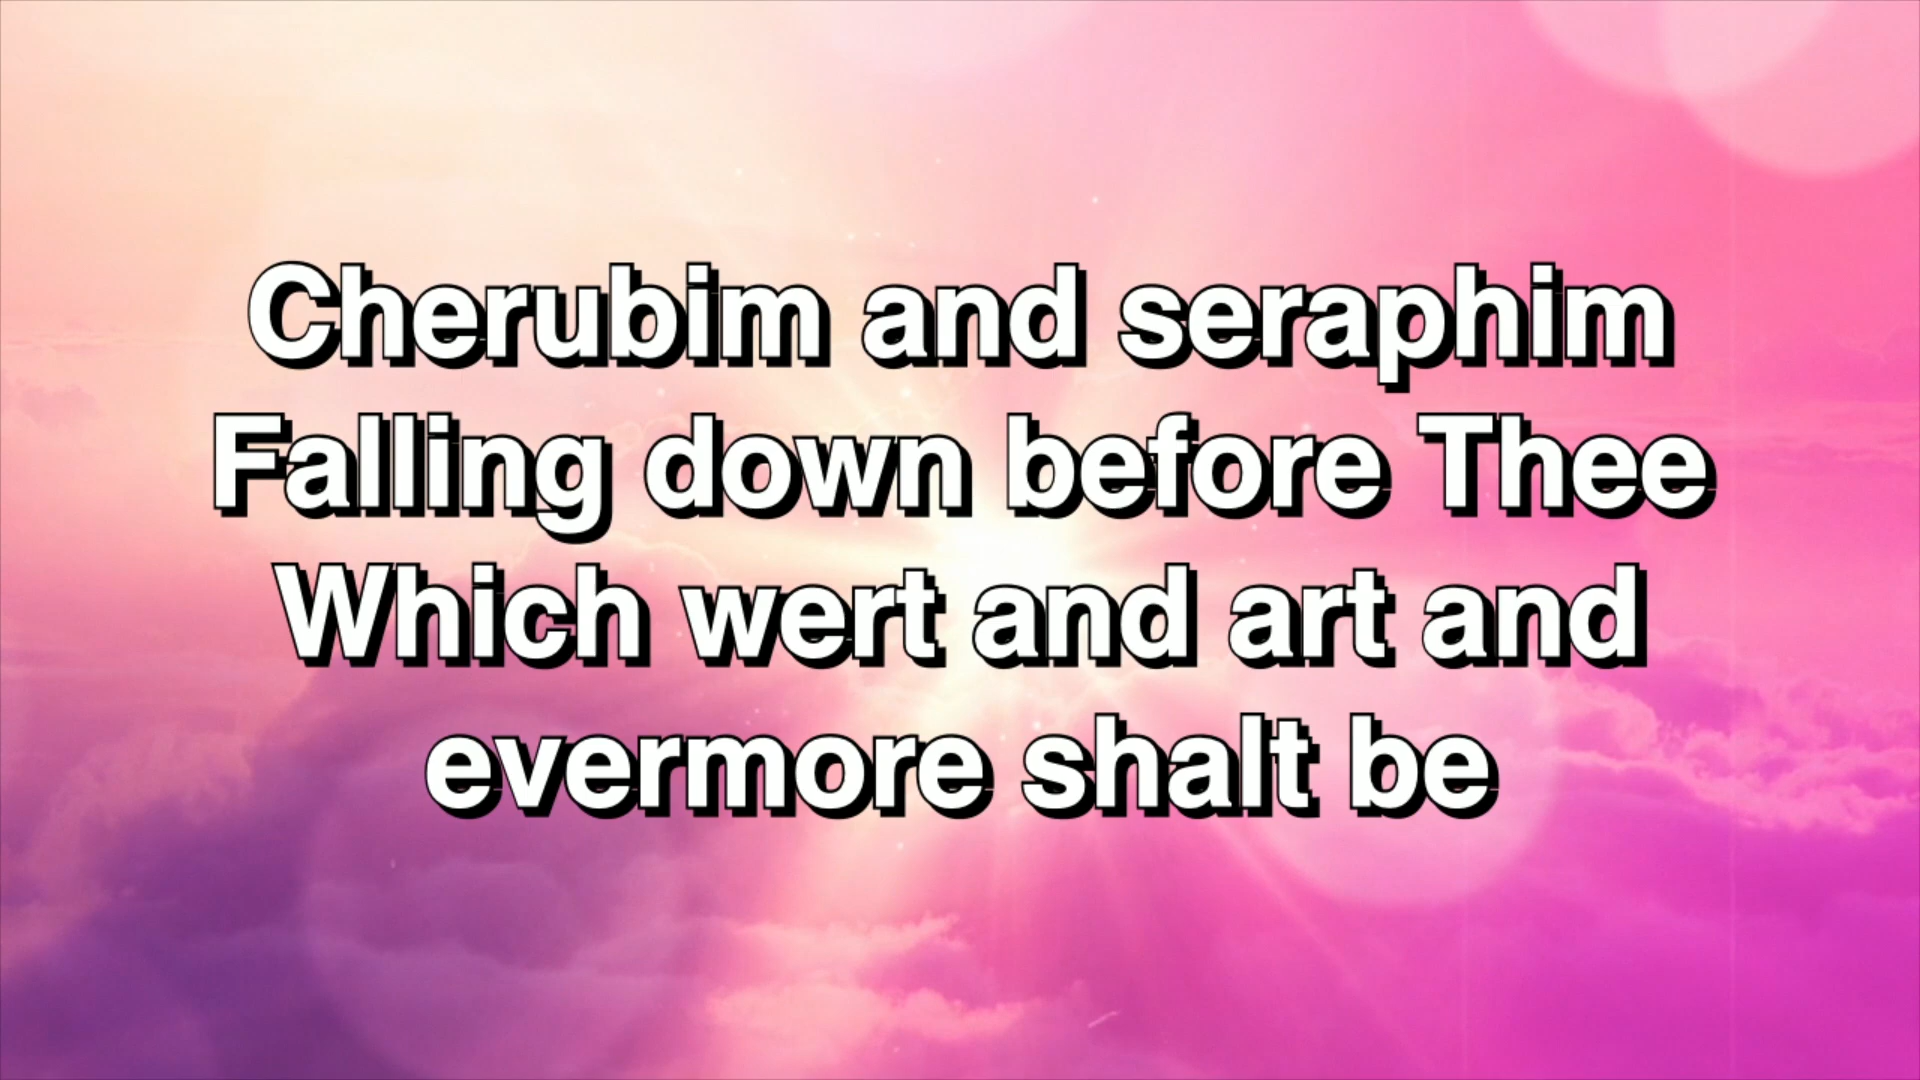 Cherubim and seraphim
Falling down before Thee
Which wert and art and
evermore shalt be